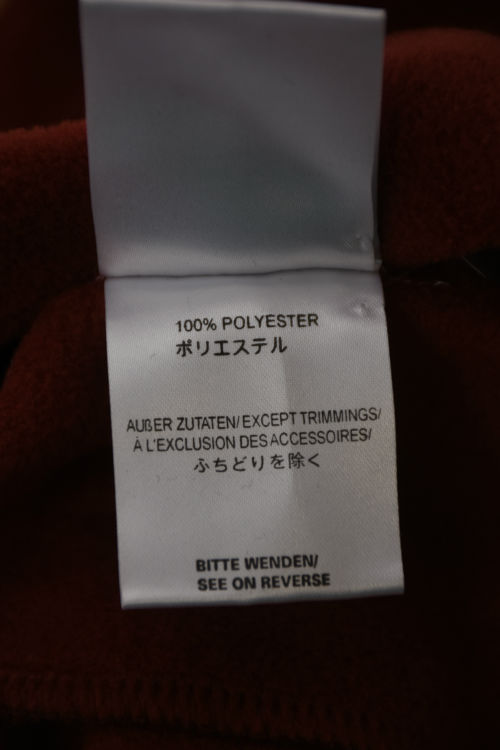 100% POLYESTER
ポリエステル
AUßER ZUTATEN/EXCEPT TRIMMINGS/
À L'EXCLUSION DES ACCESSOIRES/
ふちどりを除く
BITTE WENDEN/
SEE ON REVERSE